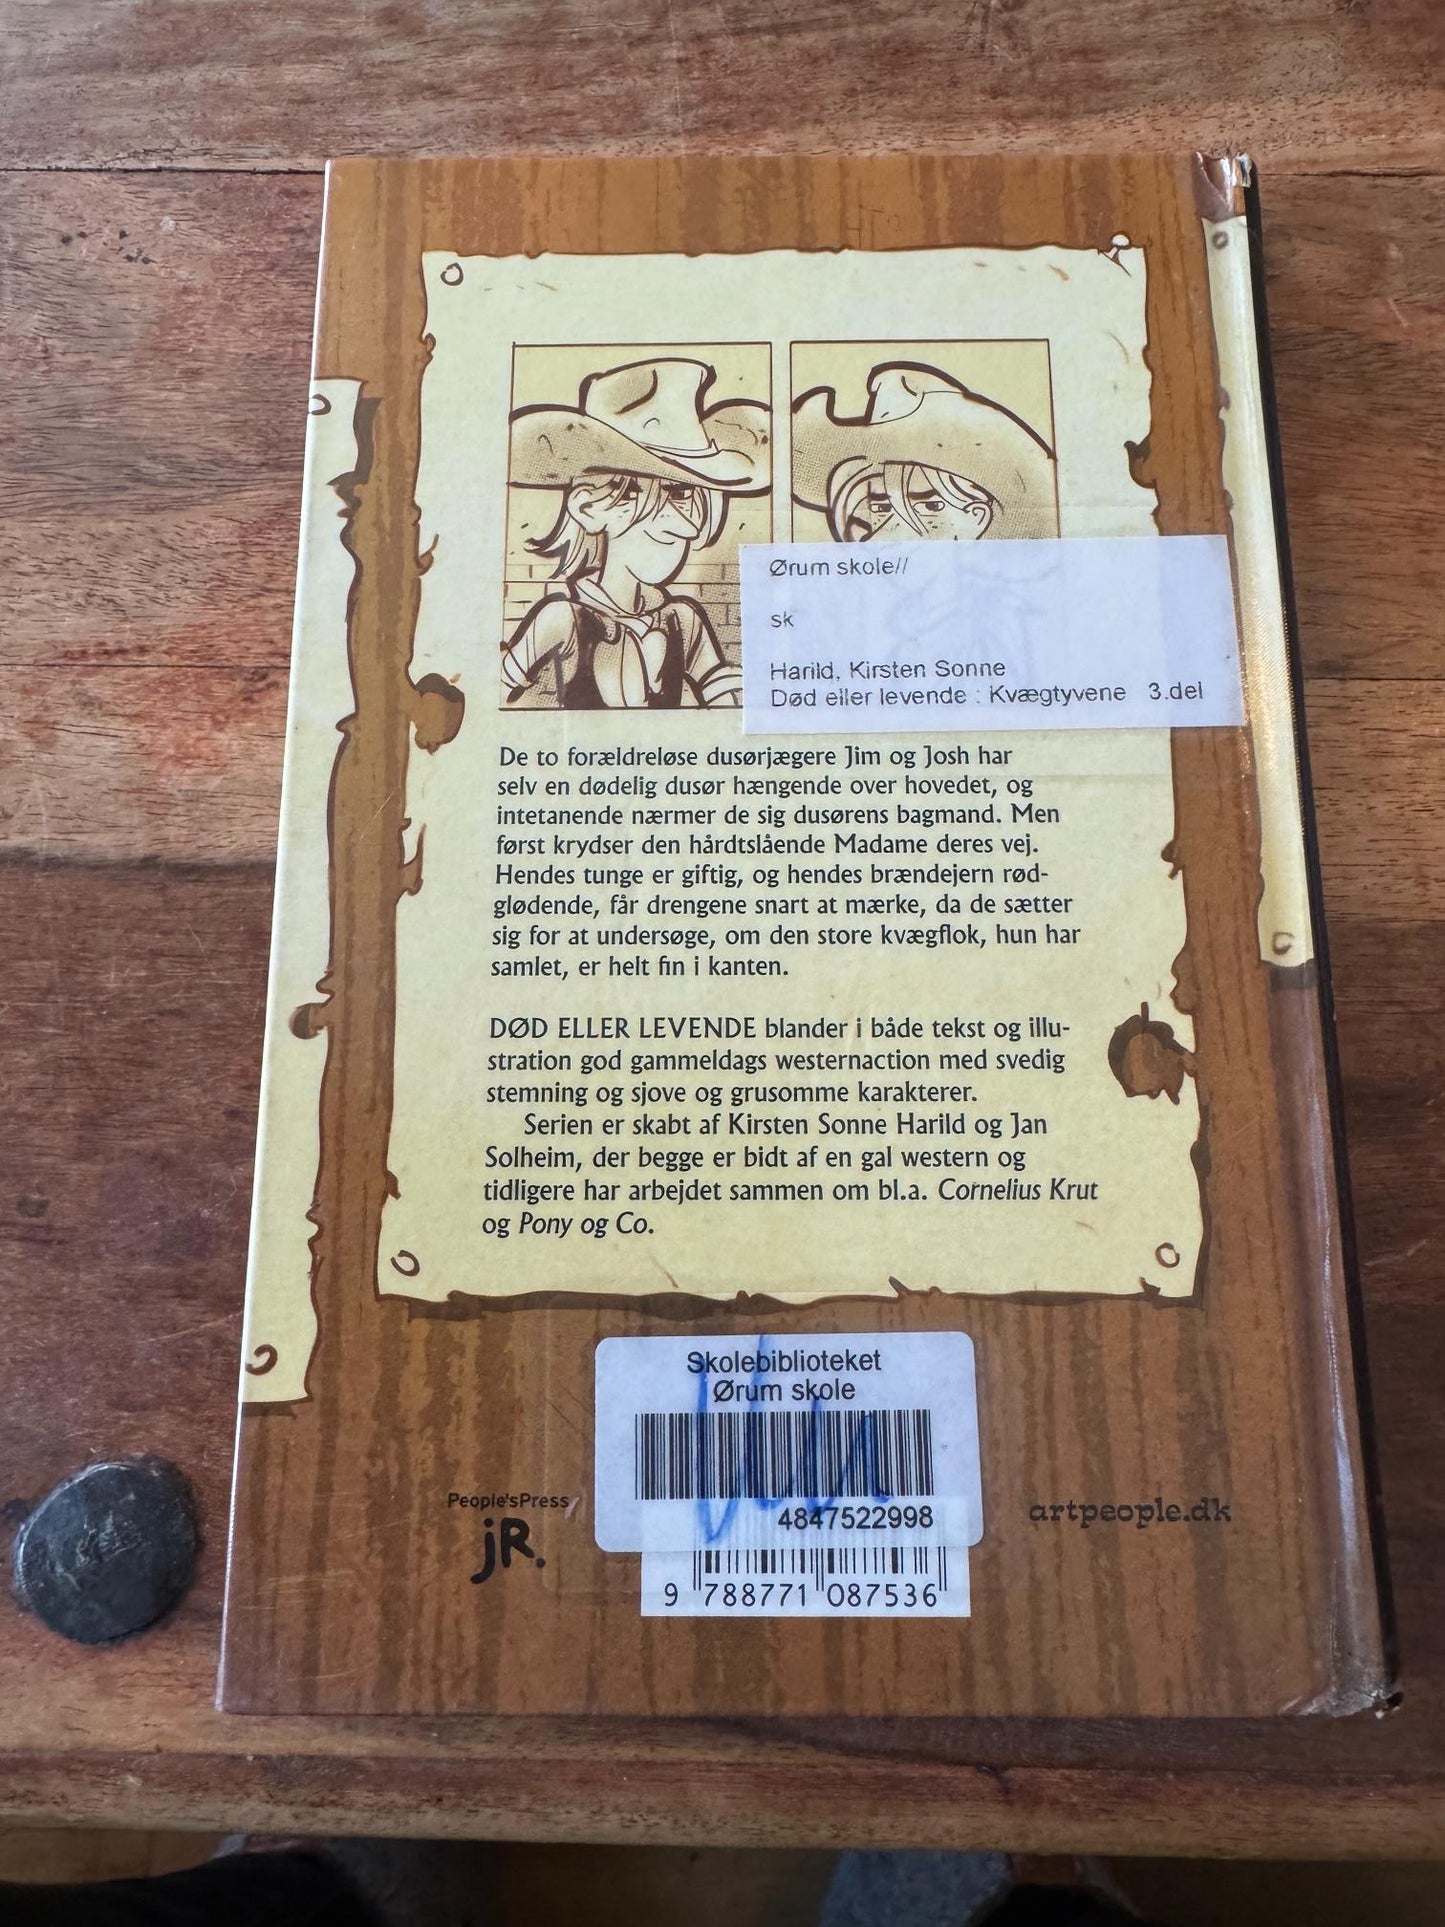 Ørum skole//
sk
Harild, Kirsten Sonne
Død eller levende : Kvægtyvene 3.del
De to forældreløse dusørjægere Jim og Josh har
selv en dødelig dusør hængende over hovedet, og
intetanende nærmer de sig dusørens bagmand. Men
først krydser den hårdtslående Madame deres vej.
Hendes tunge er giftig, og hendes brændejern rød-
glødende, får drengene snart at mærke, da de sætter
sig for at undersøge, om den store kvægflok, hun har
samlet, er helt fin i kanten.
DØD ELLER LEVENDE blander i både tekst og illu-
stration god gammeldags westernaction med svedig
stemning og sjove og grusomme karakterer.
Serien er skabt af Kirsten Sonne Harild og Jan
Solheim, der begge er bidt af en gal western og
tidligere har arbejdet sammen om bl.a. Cornelius Krut
og Pony og Co.
Skolebiblioteket
Ørum skole
4847522998
People'sPress
jR.
artpeople.dk
9 788771 087536